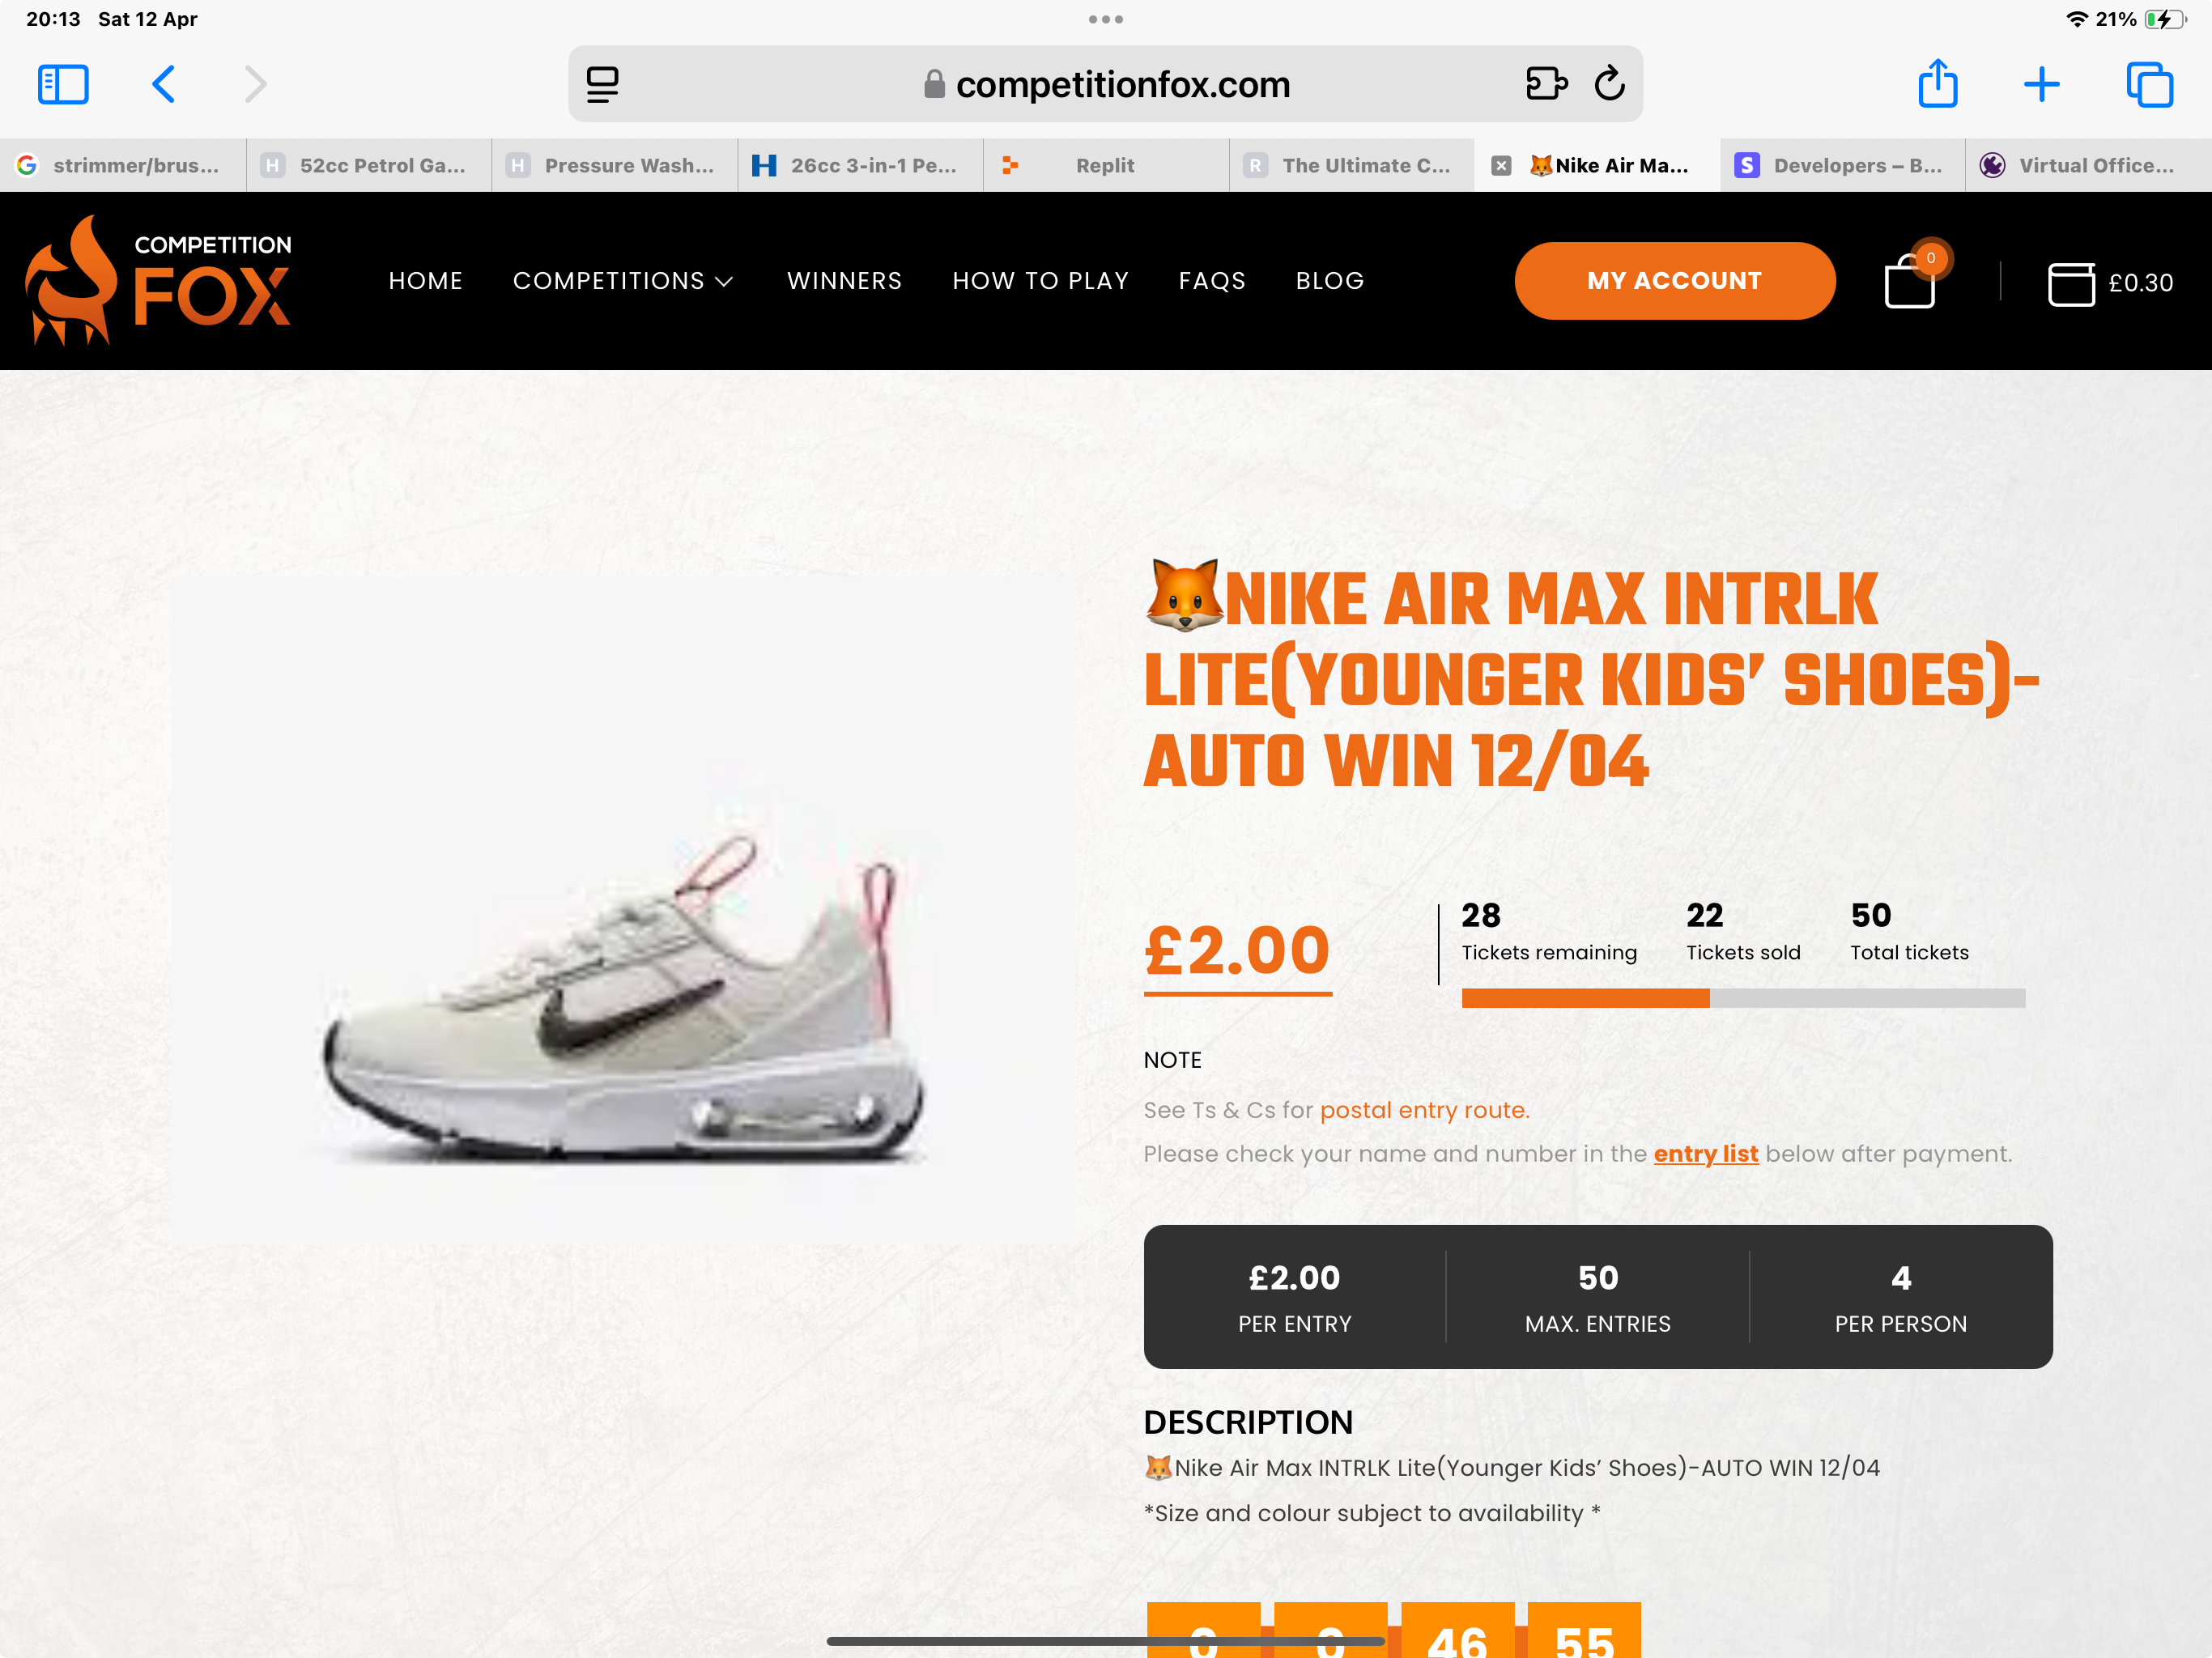 20:13 Sat 12 Apr
21%
competitionfox.com
strimmer/brus...
52cc Petrol Ga...
Pressure Wash...
26cc 3-in-1 Pe...
Replit
The Ultimate C...
🦊Nike Air Ma...
Developers – B...
Virtual Office...
COMPETITION
FOX
HOME
COMPETITIONS
WINNERS
HOW TO PLAY
FAQS
BLOG
MY ACCOUNT
0
£0.30
🦊NIKE AIR MAX INTRLK
LITE(YOUNGER KIDS’ SHOES)-
AUTO WIN 12/04
£2.00
28
Tickets remaining
22
Tickets sold
50
Total tickets
NOTE
See Ts & Cs for postal entry route.
Please check your name and number in the entry list below after payment.
£2.00
PER ENTRY
50
MAX. ENTRIES
4
PER PERSON
DESCRIPTION
🦊Nike Air Max INTRLK Lite(Younger Kids’ Shoes)-AUTO WIN 12/04
*Size and colour subject to availability *
0 0 46 55